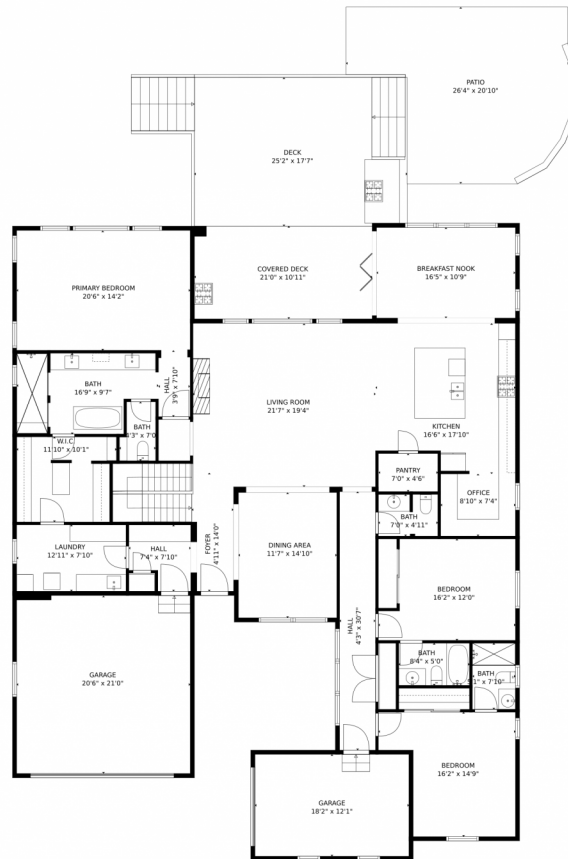 PATIO
26'4" x 20'10"
DECK
25'2" x 17'7"
COVERED DECK
21'0" x 10'11"
BREAKFAST NOOK
16'5" x 10'9"
PRIMARY BEDROOM
20'6" x 14'2"
BATH
16'9" x 9'7"
HALL
3'9" x 7'10"
BATH
7'0"
W.I.C
11'10" x 10'1"
LIVING ROOM
21'7" x 19'4"
KITCHEN
16'6" x 17'10"
PANTRY
7'0" x 4'6"
OFFICE
8'10" x 7'4"
BATH
7'0" x 4'11"
LAUNDRY
12'11" x 7'10"
HALL
7'4" x 7'10"
FOYER
4'11" x 14'0"
DINING AREA
11'7" x 14'10"
HALL
4'3" x 30'7"
BEDROOM
16'2" x 12'0"
BATH
8'4" x 5'0"
BATH
x 7'10"
GARAGE
20'6" x 21'0"
BEDROOM
16'2" x 14'9"
GARAGE
18'2" x 12'1"